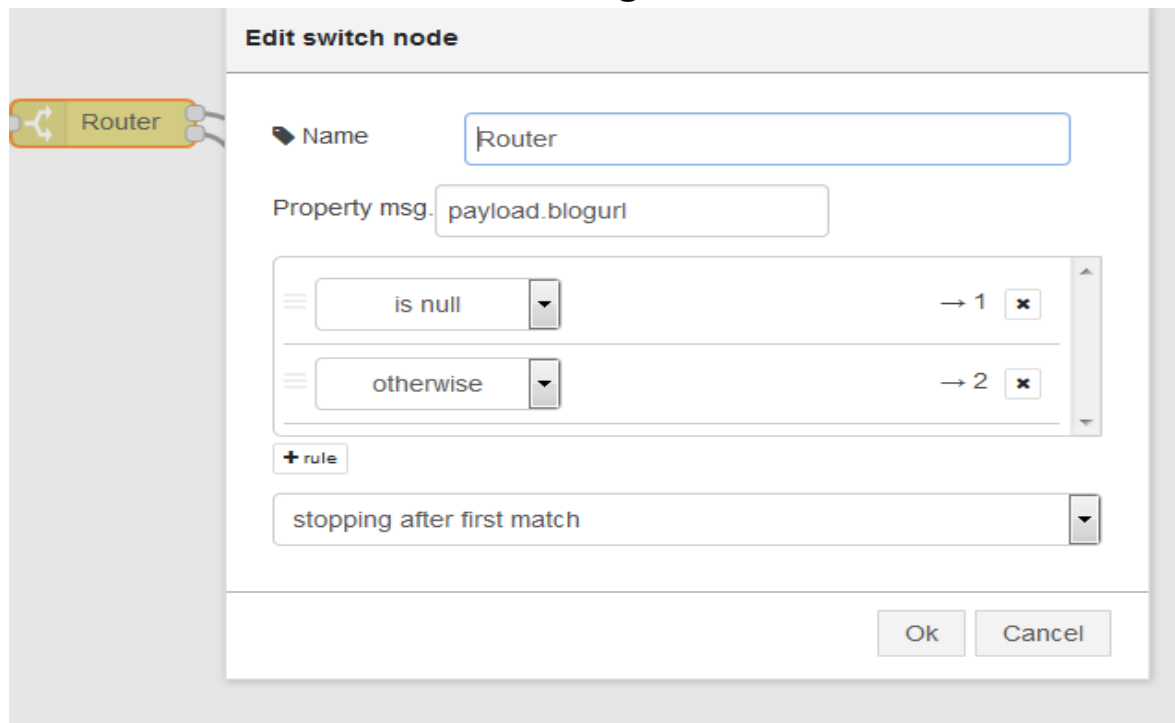 Edit switch node
Router
Name
Router
Property msg. payload.blogurl
is null
→ 1
otherwise
→ 2
rule
stopping after first match
Ok
Cancel